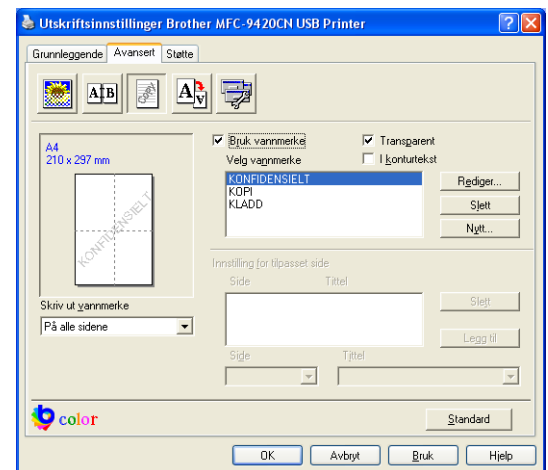 Utskriftsinnstillinger Brother MFC-9420CN USB Printer
Grunnleggende Avansert Støtte
A B COPY A A
A4
210 x 297 mm
KONFIDENSIELT
Skriv ut vannmerke
På alle sidene
Bruk vannmerke Transparent
Velg vannmerke I konturtekst
KONFIDENSIELT
KOPI
KLADD
Rediger...
Slett
Nytt...
Innstilling for tilpasset side
Side Tittel
Slett
Legg til
Side Tittel
color
Standard
OK Avbryt Bruk Hjelp